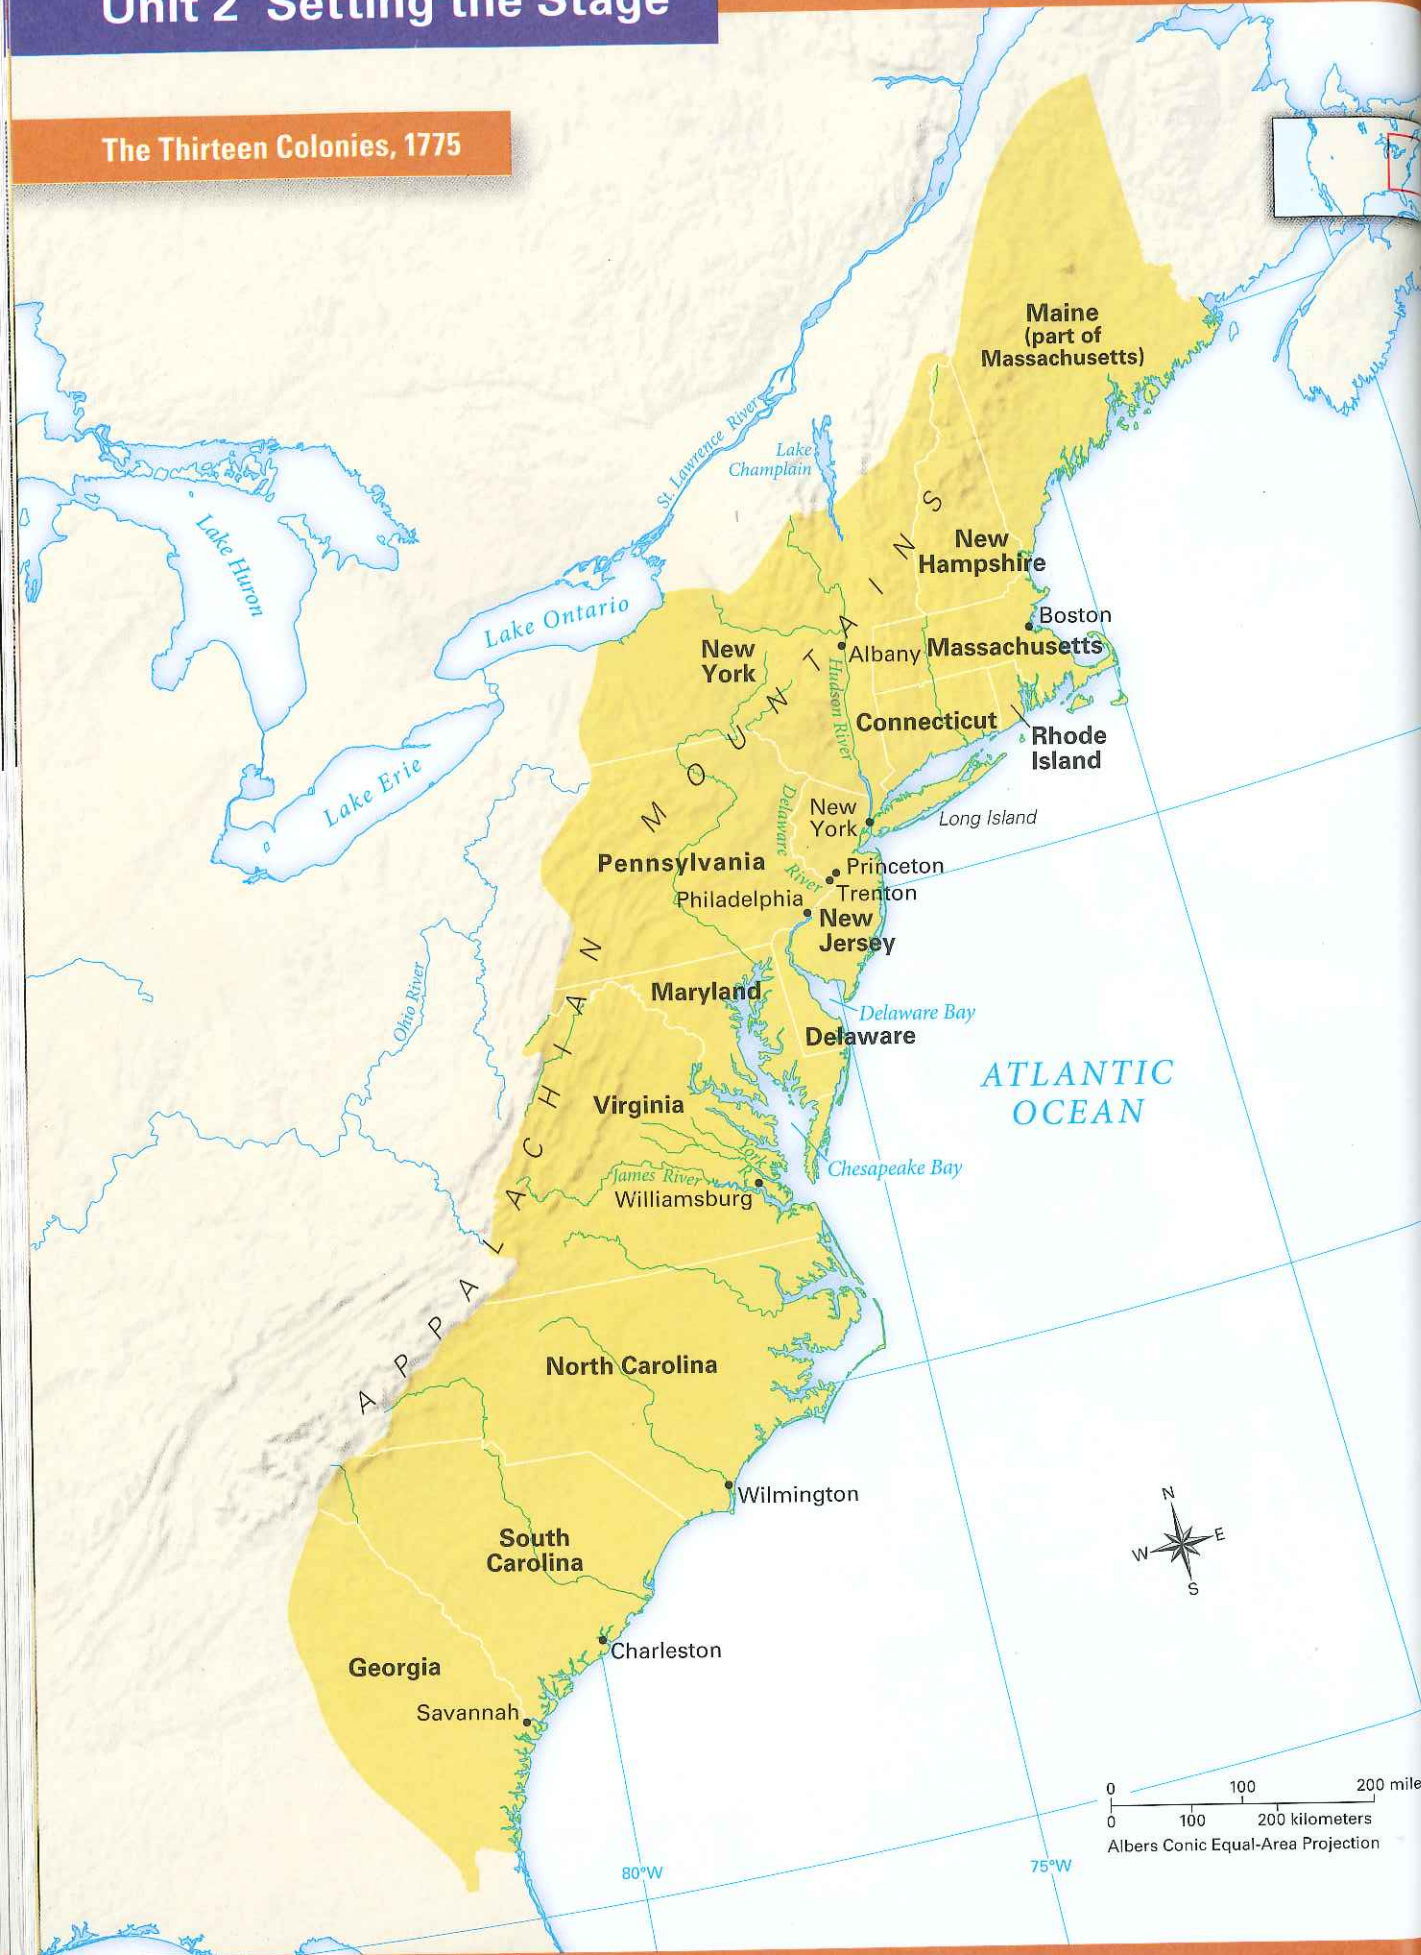 Unit 2 Setting the Stage
The Thirteen Colonies, 1775
Maine
(part of
Massachusetts)
St. Lawrence River
Lake
Champlain
Lake Huron
New
Hampshire
Lake Ontario
Boston
New
York
Albany
Massachusetts
Hudson River
Connecticut
Rhode
Island
Lake Erie
New
York
Long Island
Delaware
River
Pennsylvania
Princeton
Trenton
Philadelphia
New
Jersey
APPALACHIAN MOUNTAINS
Maryland
Ohio River
Delaware Bay
Delaware
ATLANTIC
OCEAN
Virginia
York R.
Chesapeake Bay
James River
Williamsburg
North Carolina
Wilmington
N
W
E
S
South
Carolina
Charleston
Georgia
Savannah
0 100 200 mile
0 100 200 kilometers
Albers Conic Equal-Area Projection
80°W
75°W